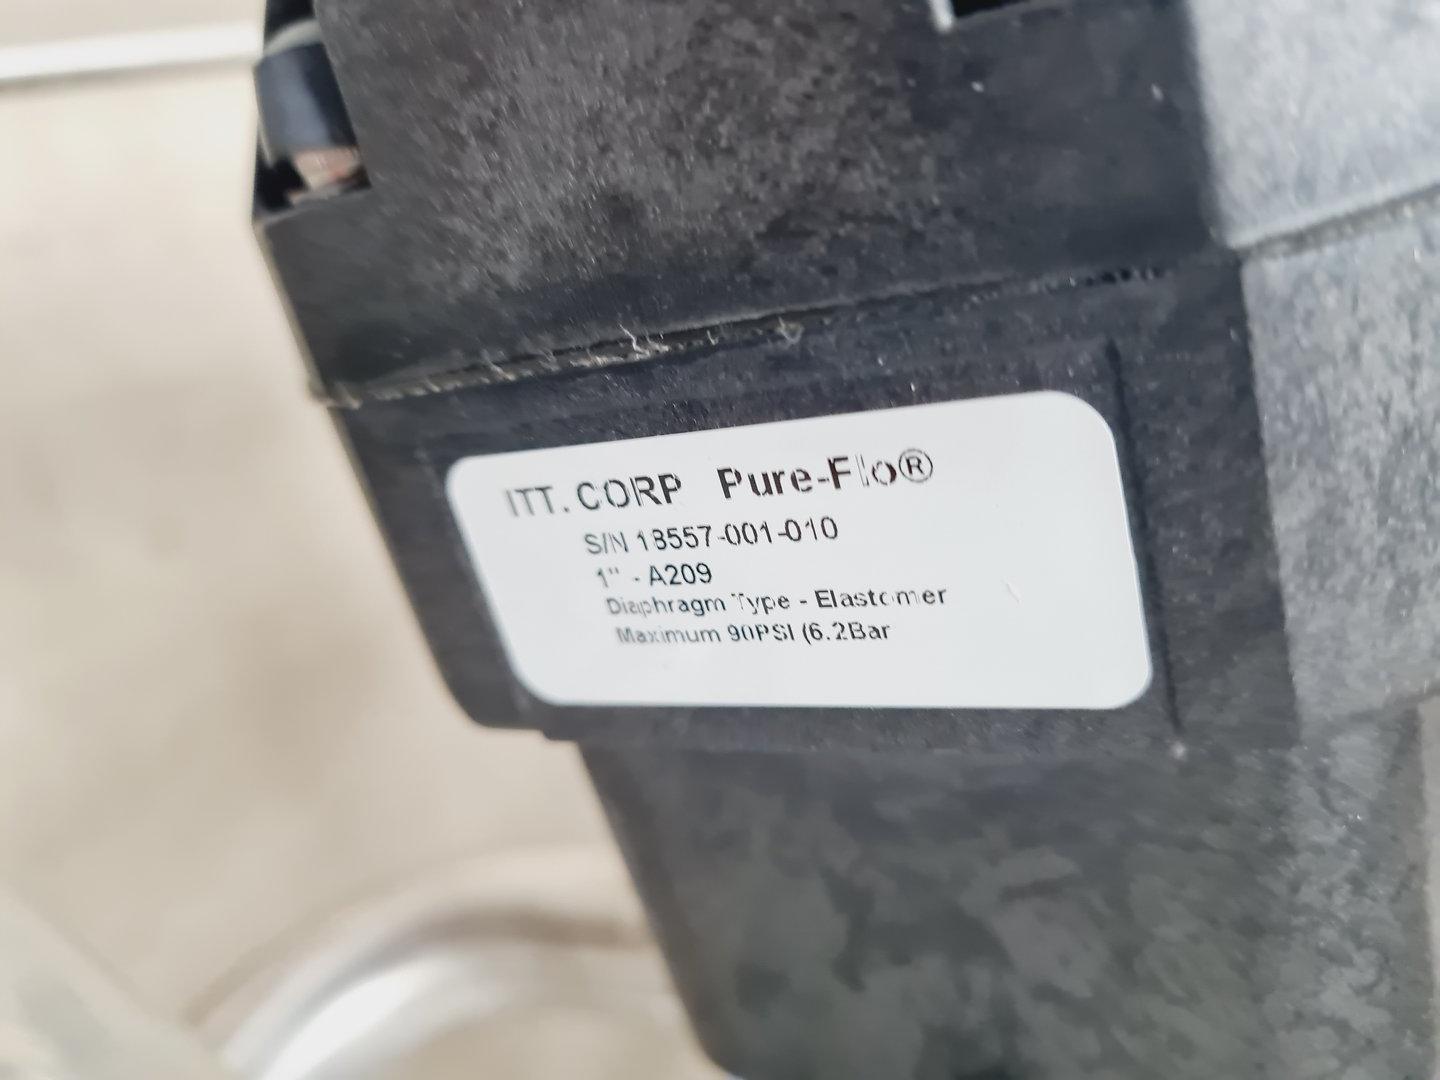 ITT. CORP Pure-Flo®
S/N 18557-001-010
1" - A209
Diaphragm Type - Elastomer
Maximum 90PSI (6.2Bar